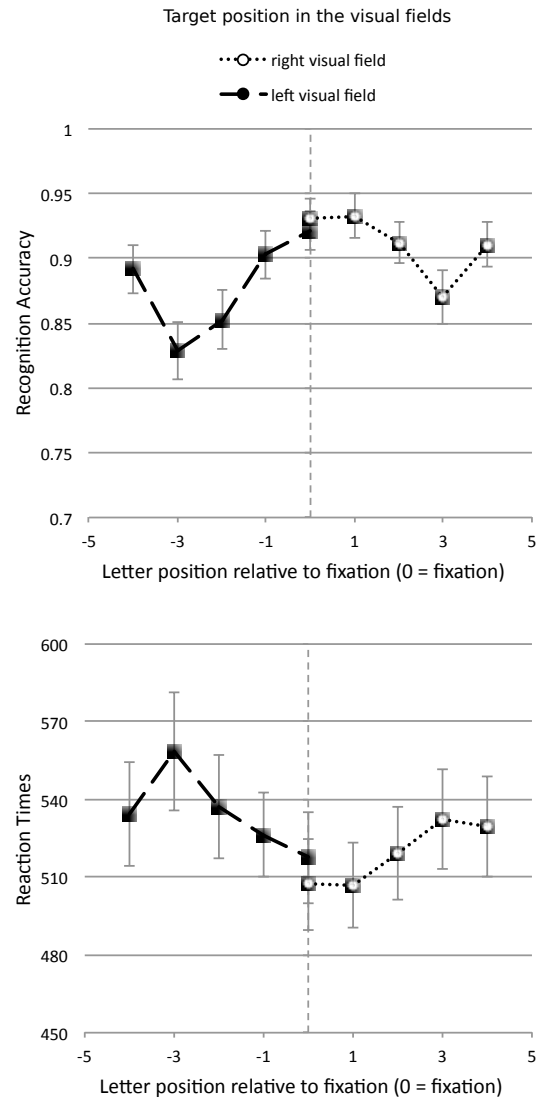 Target position in the visual fields
right visual field
left visual field
1
0.95
0.9
0.85
0.8
0.75
0.7
-5 -3 -1 1 3 5
Recognition Accuracy
Letter position relative to fixation (0 = fixation)
600
570
540
510
480
450
-5 -3 -1 1 3 5
Reaction Times
Letter position relative to fixation (0 = fixation)